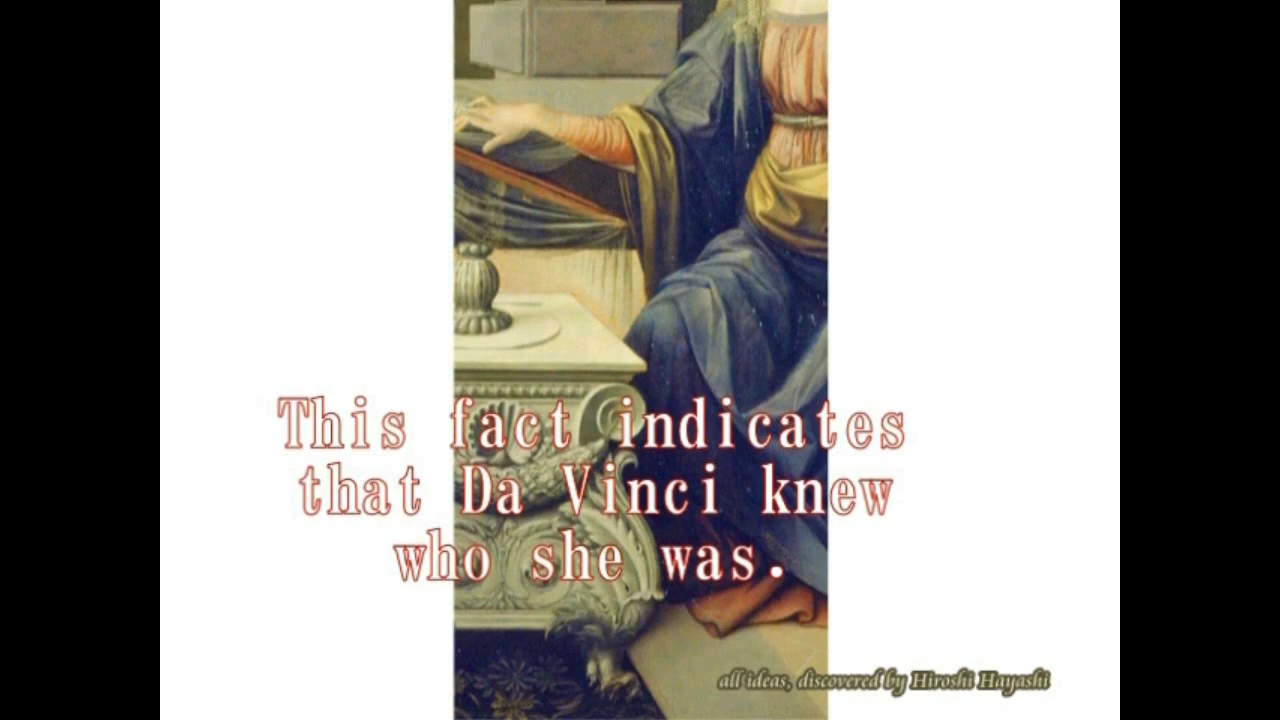 This fact indicates
that Da Vinci knew
who she was.
all ideas, discovered by Hiroshi Hayashi